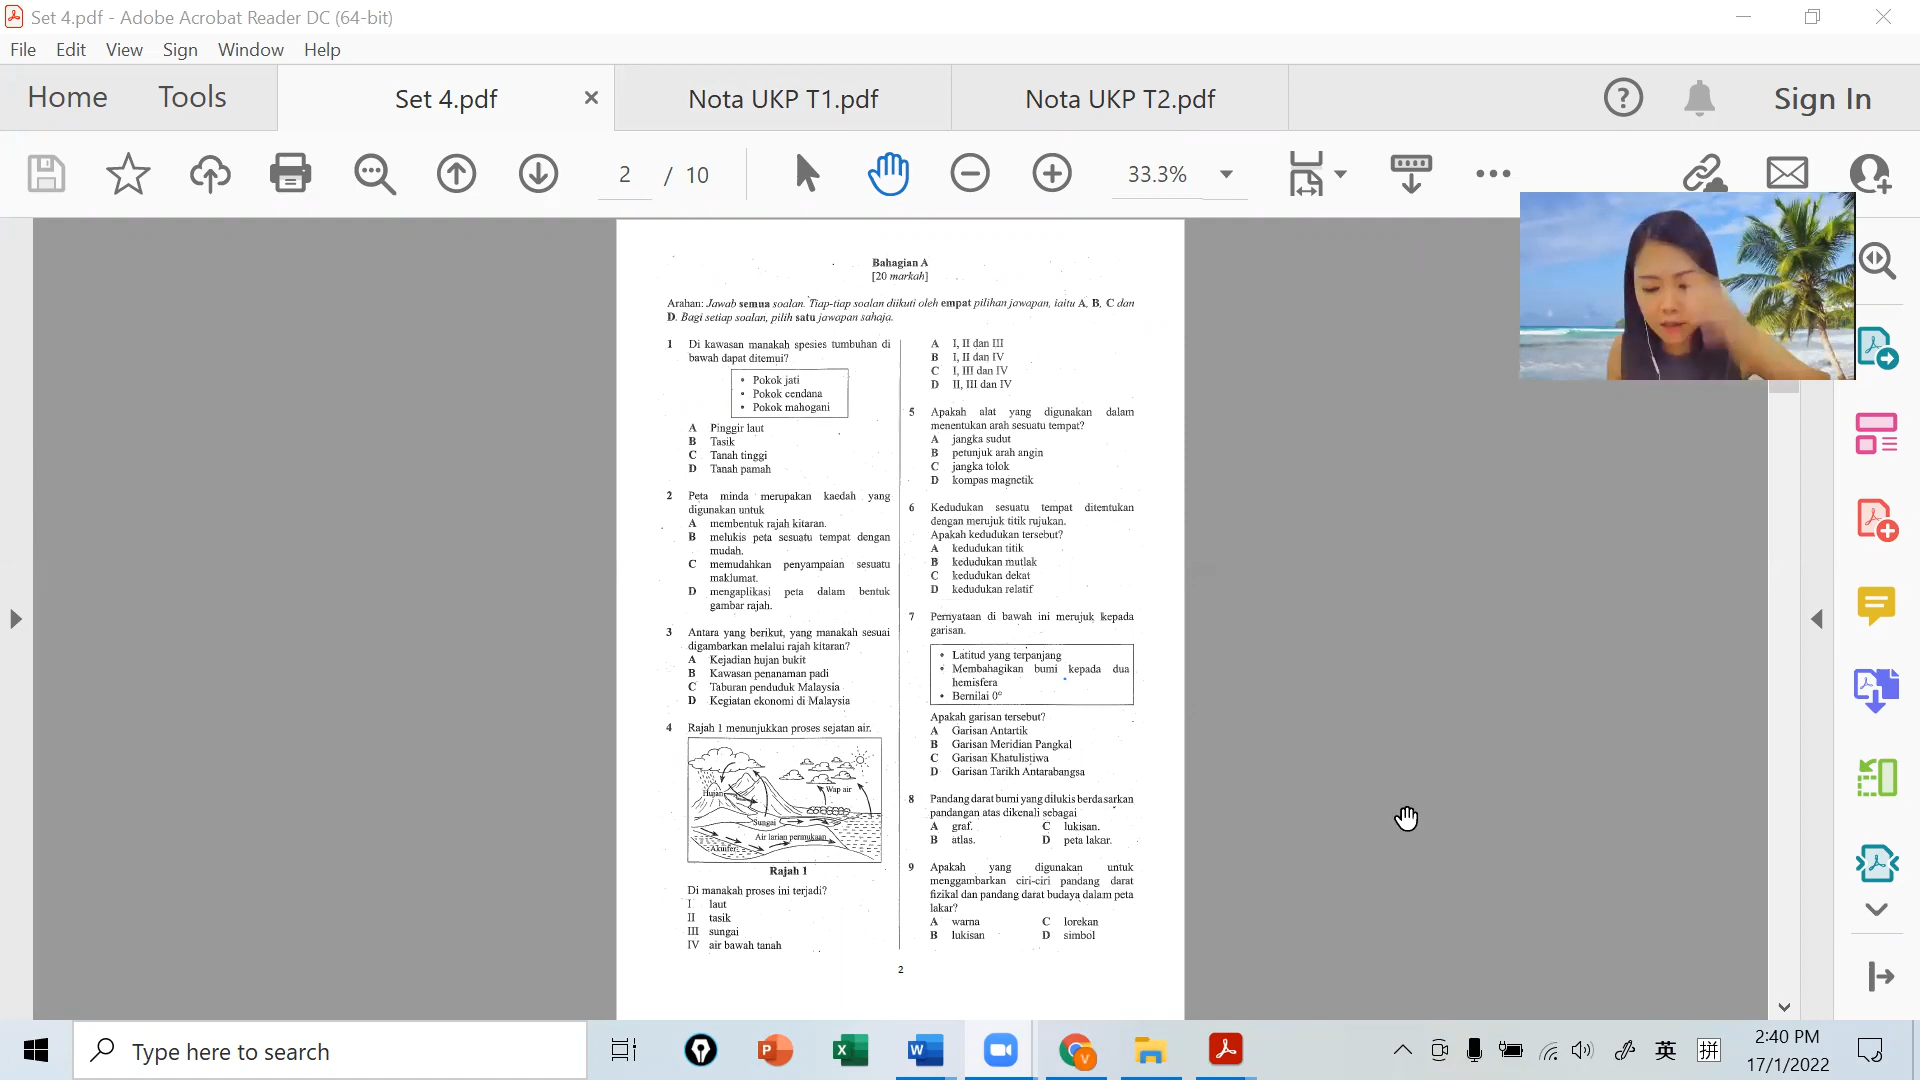 Set 4.pdf - Adobe Acrobat Reader DC (64-bit)
File Edit View Sign Window Help
Home Tools Set 4.pdf Nota UKP T1.pdf Nota UKP T2.pdf Sign In
2 / 10 33.3%
Bahagian A
[20 markah]
Arahan: Jawab semua soalan. Tiap-tiap soalan diikuti oleh empat pilihan jawapan, iaitu A, B, C dan
D. Bagi setiap soalan, pilih satu jawapan sahaja.
1 Di kawasan manakah spesies tumbuhan di
bawah dapat ditemui?
• Pokok jati
• Pokok cendana
• Pokok mahogani
A Pinggir laut
B Tasik
C Tanah tinggi
D Tanah pamah
2 Peta minda merupakan kaedah yang
digunakan untuk
A membentuk rajah kitaran.
B melukis peta sesuatu tempat dengan
mudah.
C memudahkan penyampaian sesuatu
maklumat.
D mengaplikasi peta dalam bentuk
gambar rajah.
3 Antara yang berikut, yang manakah sesuai
digambarkan melalui rajah kitaran?
A Kejadian hujan bukit
B Kawasan penanaman padi
C Taburan penduduk Malaysia
D Kegiatan ekonomi di Malaysia
4 Rajah 1 menunjukkan proses sejatan air.
Hujan
Wap air
Sungai
Air larian permukaan
Akuifer
Rajah 1
Di manakah proses ini terjadi?
I laut
II tasik
III sungai
IV air bawah tanah
A I, II dan III
B I, II dan IV
C I, III dan IV
D II, III dan IV
5 Apakah alat yang digunakan dalam
menentukan arah sesuatu tempat?
A jangka sudut
B petunjuk arah angin
C jangka tolok
D kompas magnetik
6 Kedudukan sesuatu tempat ditentukan
dengan merujuk titik rujukan.
Apakah kedudukan tersebut?
A kedudukan titik
B kedudukan mutlak
C kedudukan dekat
D kedudukan relatif
7 Pernyataan di bawah ini merujuk kepada
garisan.
• Latitud yang terpanjang
• Membahagikan bumi kepada dua
hemisfera
• Bernilai 0°
Apakah garisan tersebut?
A Garisan Antartik
B Garisan Meridian Pangkal
C Garisan Khatulistiwa
D Garisan Tarikh Antarabangsa
8 Pandang darat bumi yang dilukis berdasarkan
pandangan atas dikenali sebagai
A graf. C lukisan.
B atlas. D peta lakar.
9 Apakah yang digunakan untuk
menggambarkan ciri-ciri pandang darat
fizikal dan pandang darat budaya dalam peta
lakar?
A warna C lorekan
B lukisan D simbol
2
Type here to search
英 拼
2:40 PM
17/1/2022